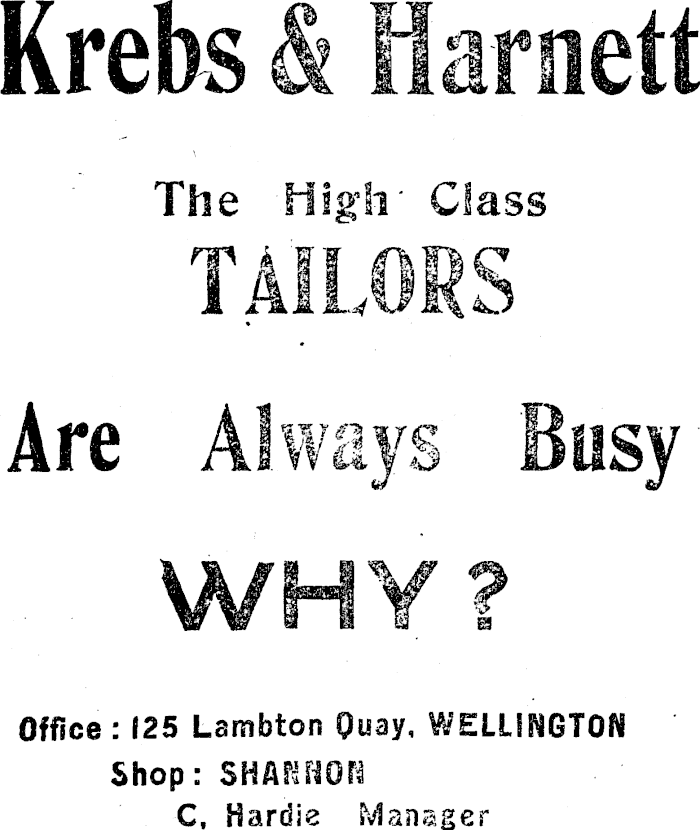 Krebs & Harnett
The High Class
TAILORS
Are Always Busy
WHY?
Office: 125 Lambton Quay, WELLINGTON
Shop: SHANNON
C, Hardie Manager